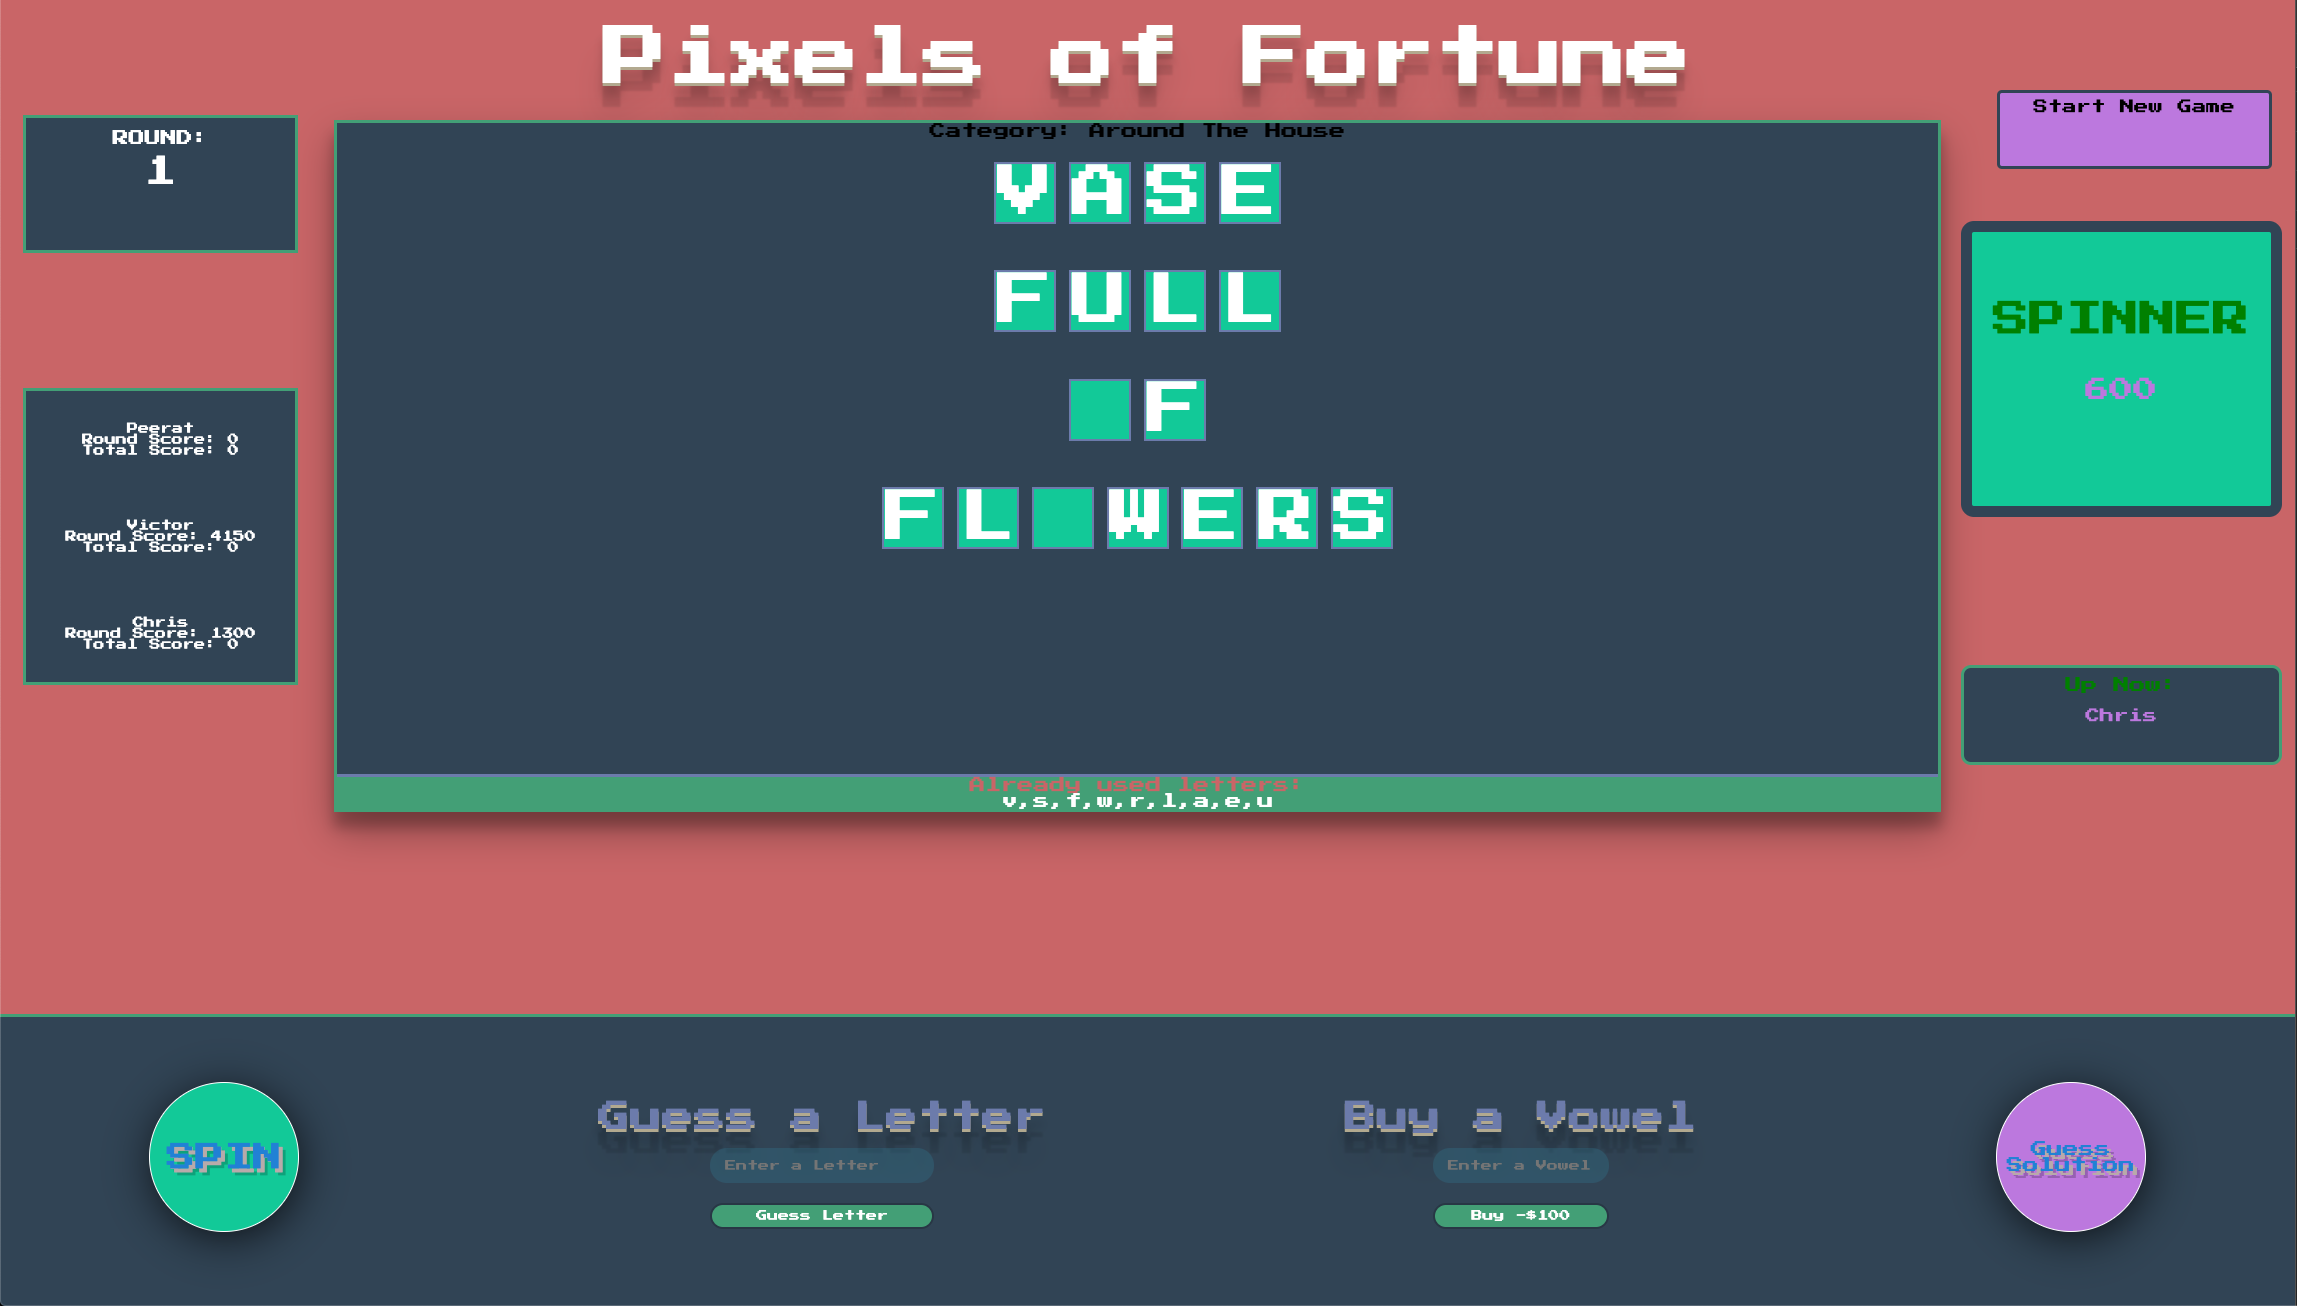 Pixels of Fortune
Start New Game
ROUND:
1
Category: Around The House
VASE
FULL
F
FL WERS
SPINNER
600
Peerat
Round Score: 0
Total Score: 0
Victor
Round Score: 4150
Total Score: 0
Chris
Round Score: 1300
Total Score: 0
Up Now:
Chris
Already used letters:
v,s,f,w,r,l,a,e,u
SPIN
Guess a Letter
Enter a Letter
Guess Letter
Buy a Vowel
Enter a Vowel
Buy -$100
Guess
Solution